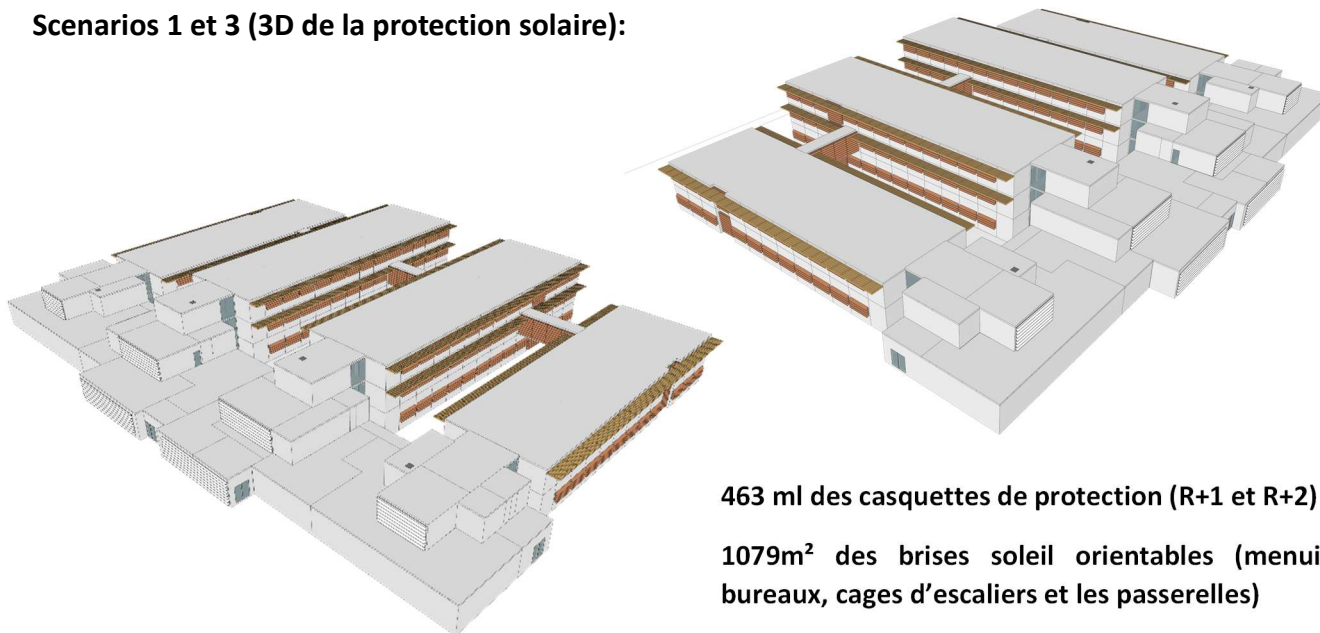 Scenarios 1 et 3 (3D de la protection solaire):
463 ml des casquettes de protection (R+1 et R+2)
1079m² des brises soleil orientables (menui
bureaux, cages d’escaliers et les passerelles)